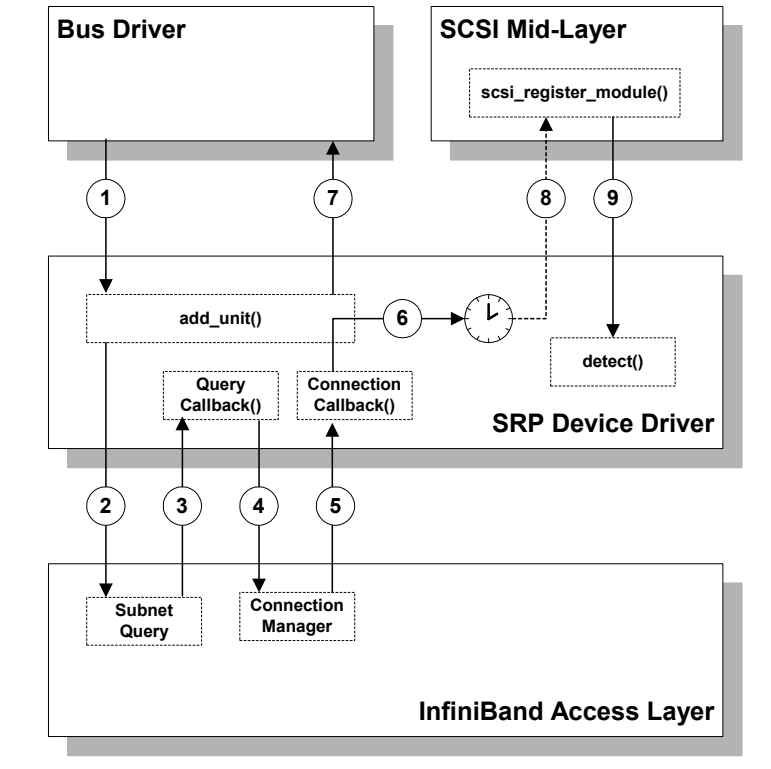 Bus Driver
SCSI Mid-Layer
scsi_register_module()
1
7
8
9
add_unit()
6
detect()
Query
Callback()
Connection
Callback()
SRP Device Driver
2
3
4
5
Subnet
Query
Connection
Manager
InfiniBand Access Layer